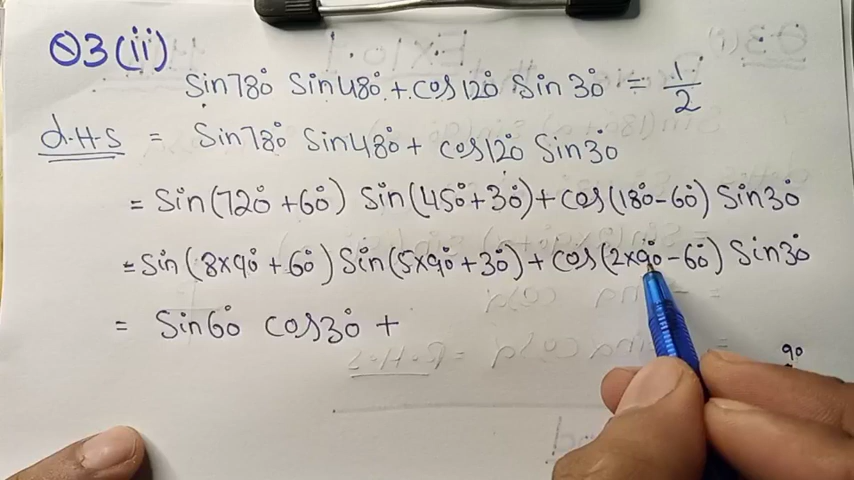 Q3(ii)
Sin780° Sin480° + Cos120° Sin30° = 1/2
L.H.S = Sin780° Sin480° + Cos120° Sin30°
= Sin(720° + 60°) Sin(450° + 30°) + Cos(180° - 60°) Sin30°
= Sin(8×90° + 60°) Sin(5×90° + 30°) + Cos(2×90° - 60°) Sin30°
= Sin60° Cos30° +
90